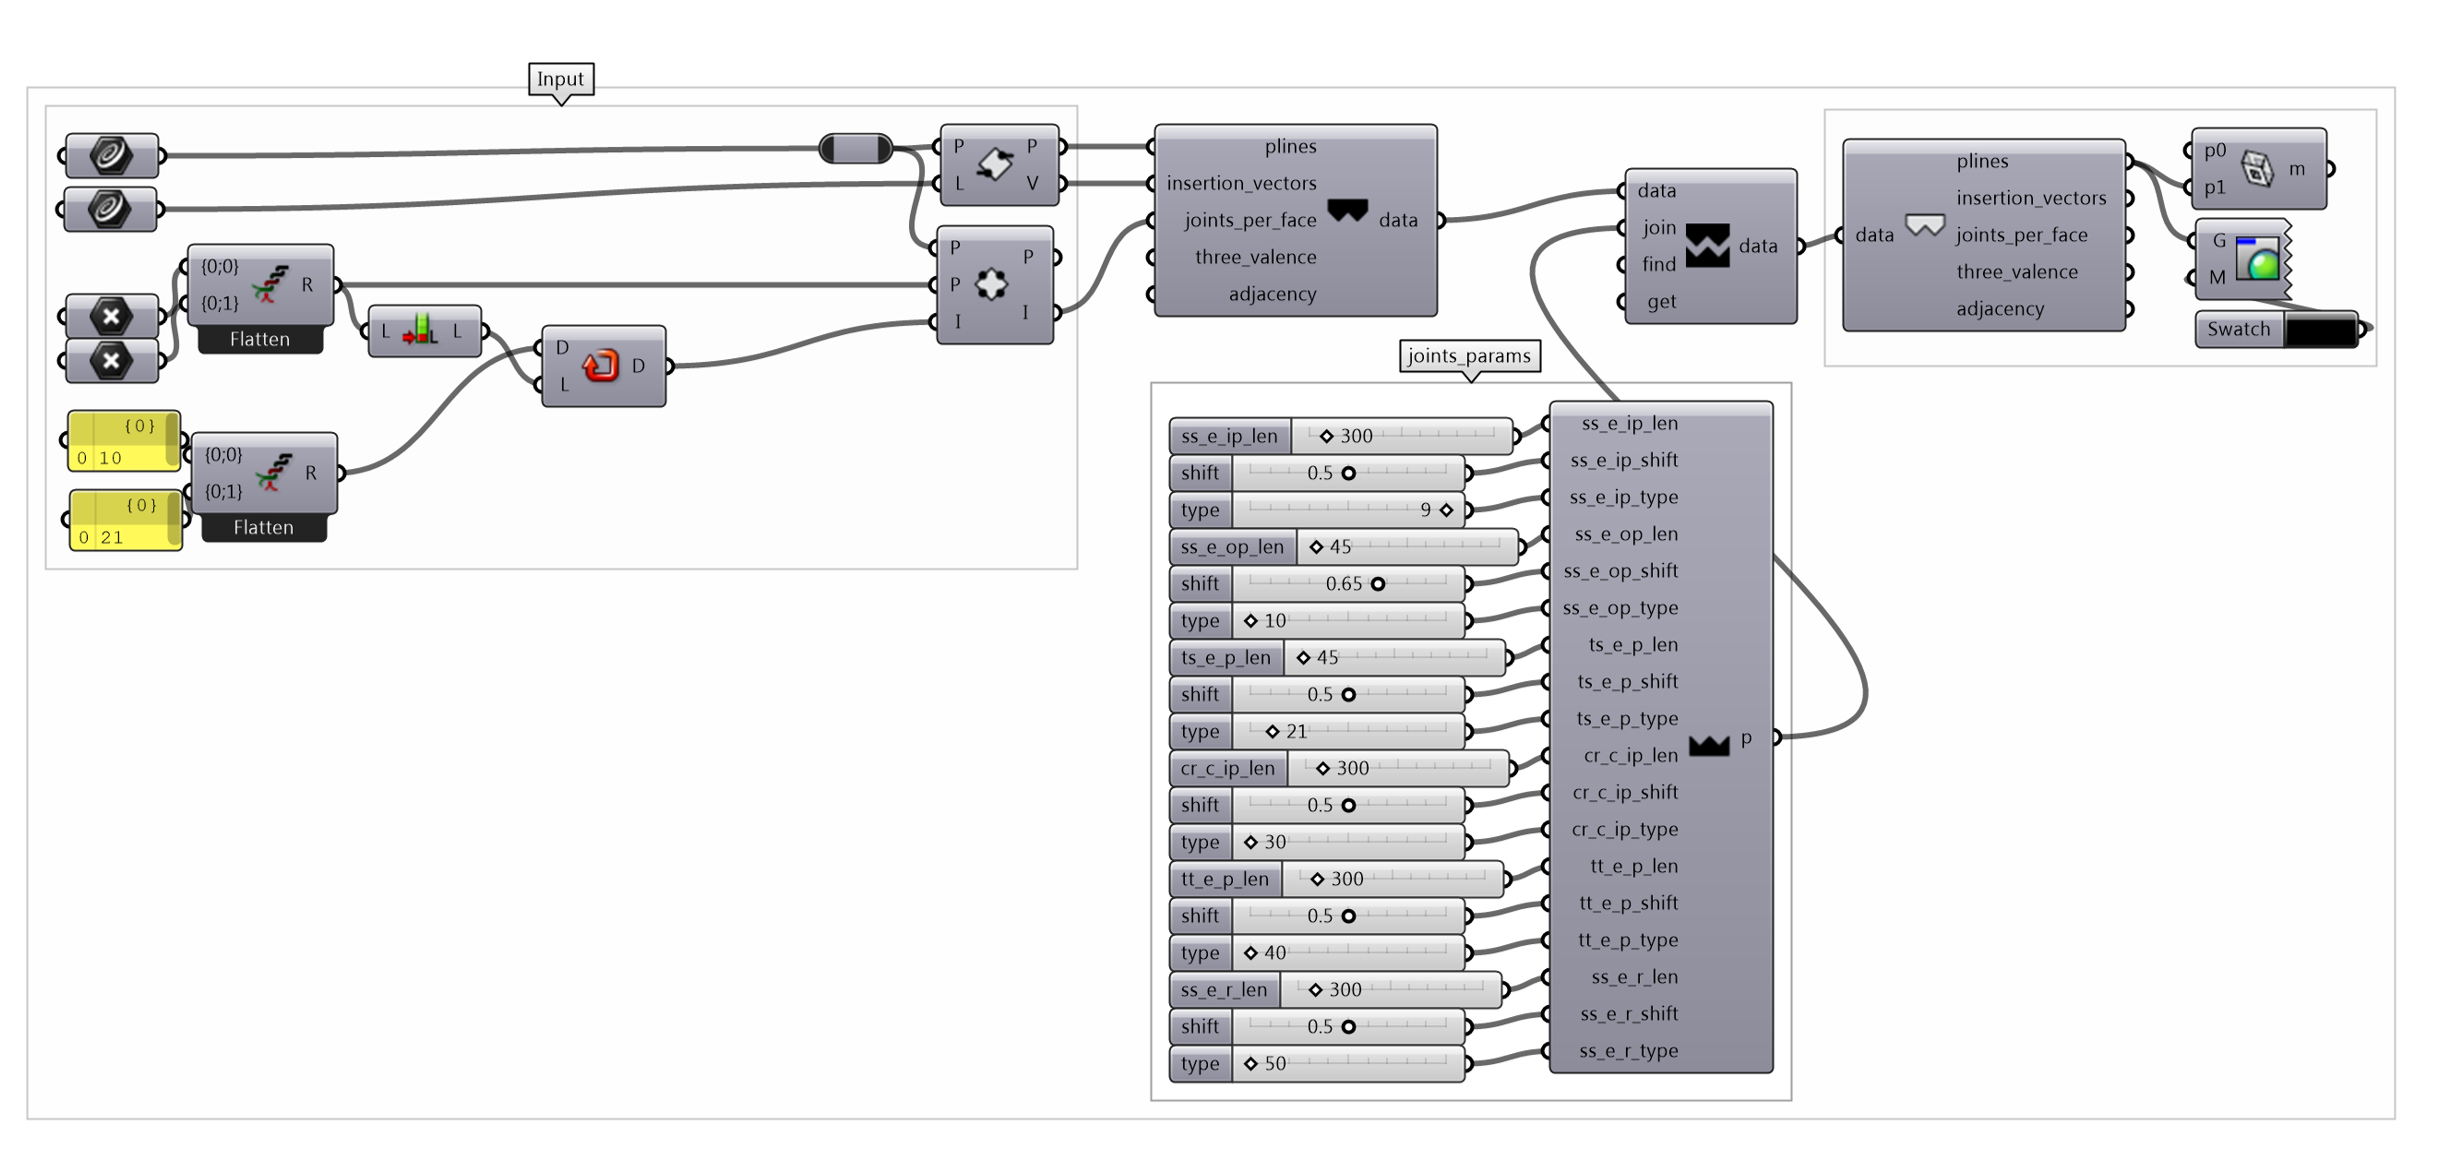 Input
P
L
P
V
{0;0}
{0;1}
R
Flatten
L
L
P
P
I
P
I
D
L
D
{0}
0 10
{0}
0 21
{0;0}
{0;1}
R
Flatten
plines
insertion_vectors
joints_per_face
three_valence
adjacency
data
data
join
find
get
data
data
plines
insertion_vectors
joints_per_face
three_valence
adjacency
p0
p1
m
G
M
Swatch
joints_params
ss_e_ip_len 300
shift 0.5
type 9
ss_e_op_len 45
shift 0.65
type 10
ts_e_p_len 45
shift 0.5
type 21
cr_c_ip_len 300
shift 0.5
type 30
tt_e_p_len 300
shift 0.5
type 40
ss_e_r_len 300
shift 0.5
type 50
ss_e_ip_len
ss_e_ip_shift
ss_e_ip_type
ss_e_op_len
ss_e_op_shift
ss_e_op_type
ts_e_p_len
ts_e_p_shift
ts_e_p_type
cr_c_ip_len
cr_c_ip_shift
cr_c_ip_type
tt_e_p_len
tt_e_p_shift
tt_e_p_type
ss_e_r_len
ss_e_r_shift
ss_e_r_type
p